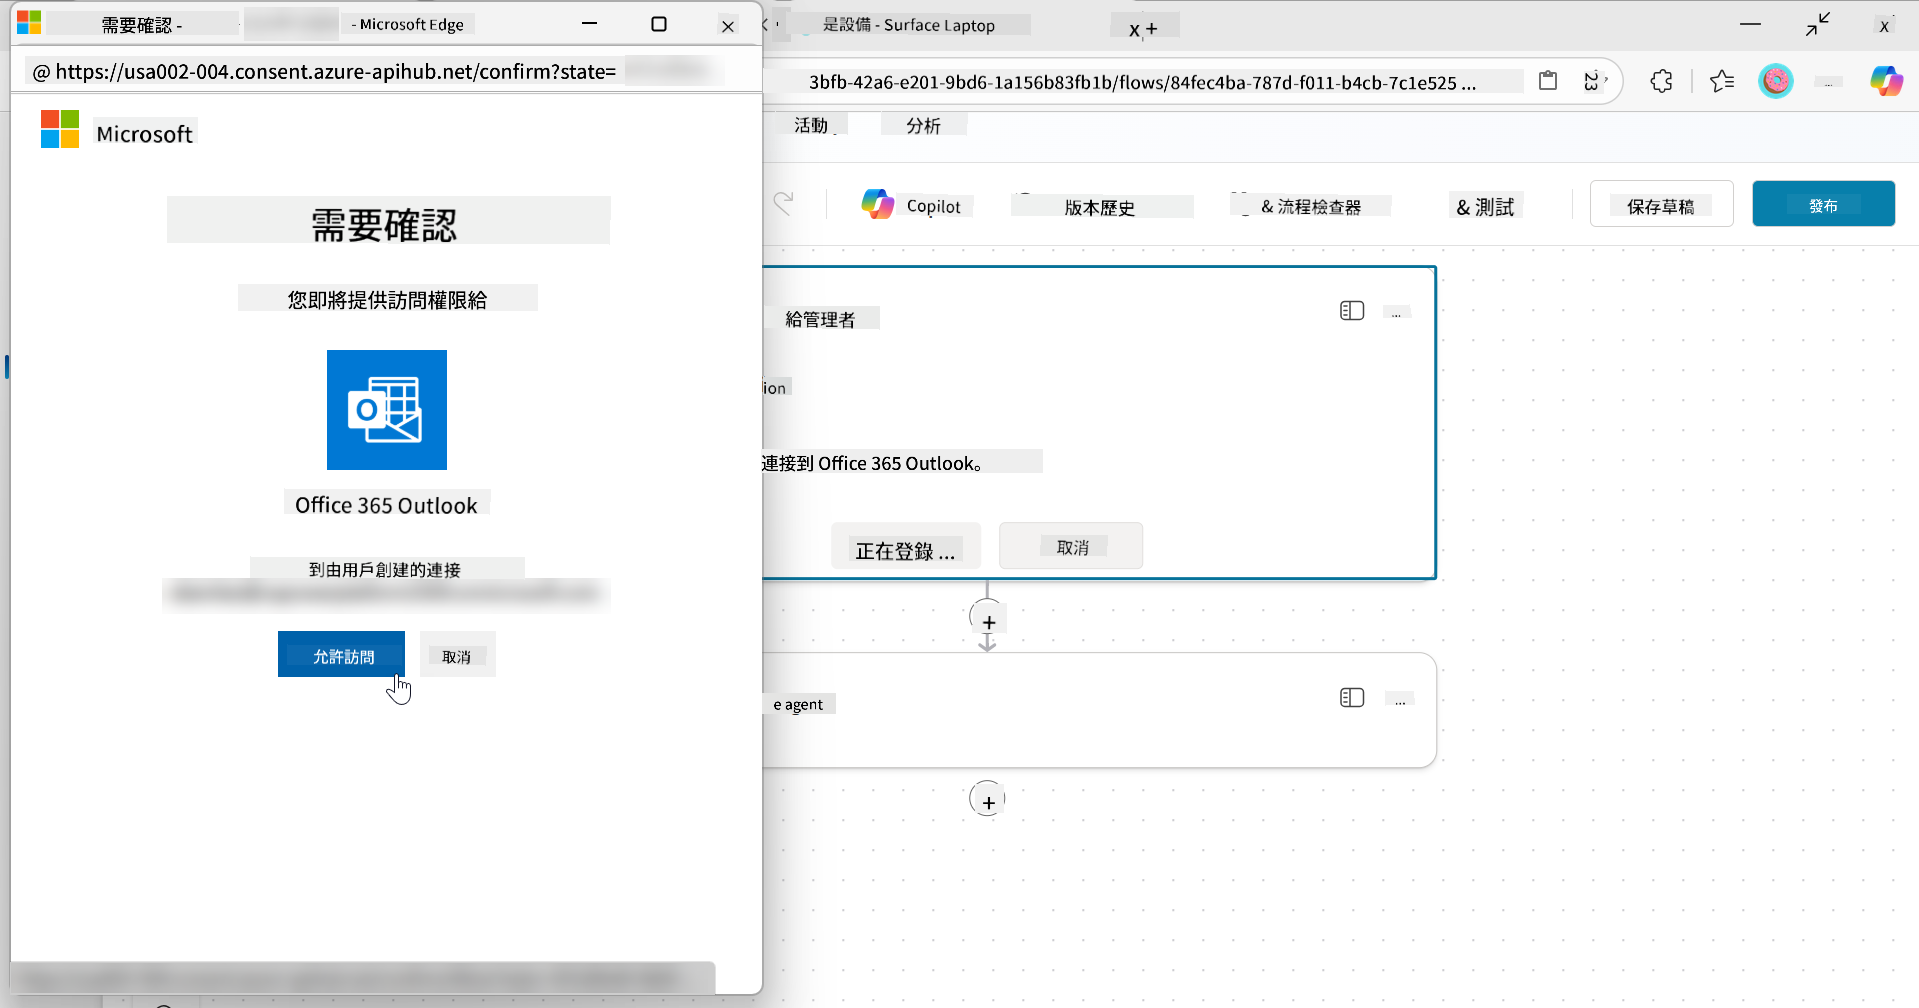 需要確認 -
- Microsoft Edge
@ https://usa002-004.consent.azure-apihub.net/confirm?state=
Microsoft
需要確認
您即將提供訪問權限給
Office 365 Outlook
到由用戶創建的連接
允許訪問
取消
是設備 - Surface Laptop
x +
x
3bfb-42a6-e201-9bd6-1a156b83fb1b/flows/84fec4ba-787d-f011-b4cb-7c1e525 ...
23
...
活動
分析
Copilot
版本歷史
& 流程檢查器
& 測試
保存草稿
發布
給管理者
...
ion
連接到 Office 365 Outlook。
正在登錄 ...
取消
+
e agent
...
+